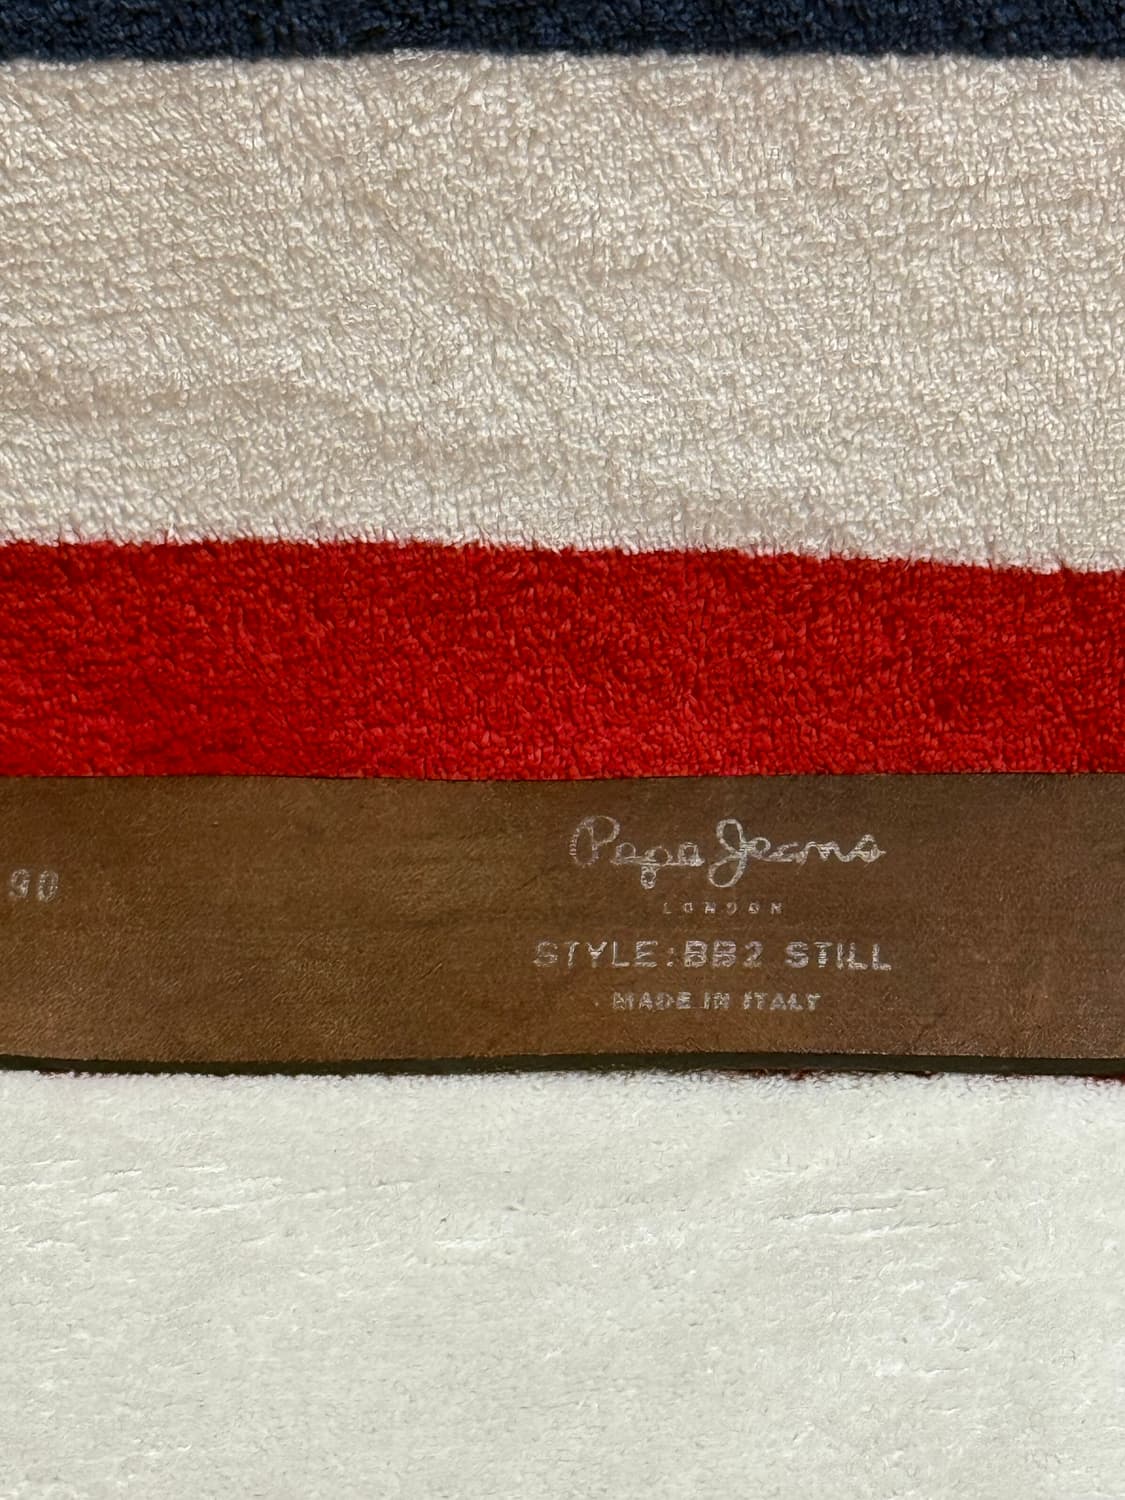 Pepe Jeans
LONDON
90
STYLE:BB2 STILL
MADE IN ITALY